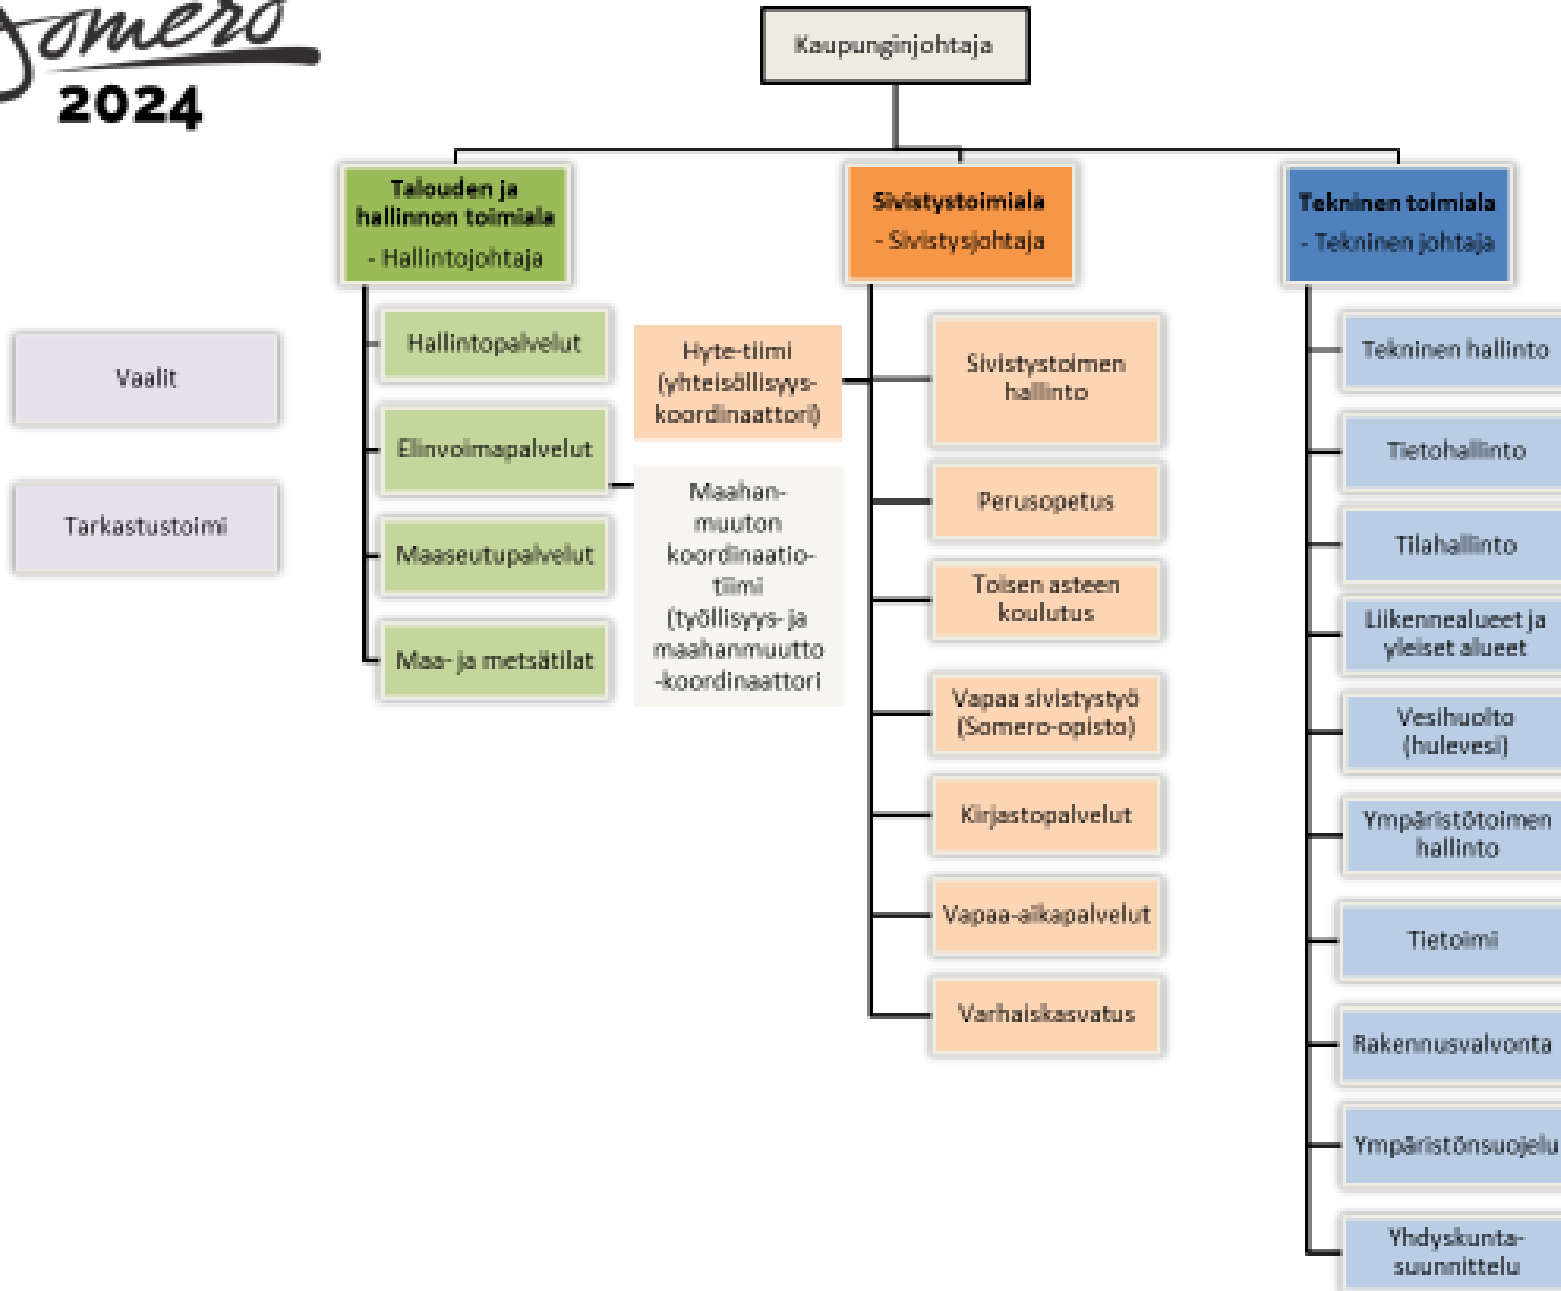 Somero
2024
Kaupunginjohtaja
Talouden ja
hallinnon toimiala
- Hallintojohtaja
Sivistystoimiala
- Sivistysjohtaja
Tekninen toimiala
- Tekninen johtaja
Vaalit
Tarkastustoimi
Hallintopalvelut
Elinvoimapalvelut
Maaseutupalvelut
Maa- ja metsätilat
Hyte-tiimi
(yhteisöllisyys-
koordinaattori)
Maahan-
muuton
koordinaatio-
tiimi
(työllisyys- ja
maahanmuutto
-koordinaattori
Sivistystoimen
hallinto
Perusopetus
Toisen asteen
koulutus
Vapaa sivistystyö
(Somero-opisto)
Kirjastopalvelut
Vapaa-aikapalvelut
Varhaiskasvatus
Tekninen hallinto
Tietohallinto
Tilahallinto
Liikennealueet ja
yleiset alueet
Vesihuolto
(hulevesi)
Ympäristötoimen
hallinto
Tietoimi
Rakennusvalvonta
Ympäristönsuojelu
Yhdyskunta-
suunnittelu